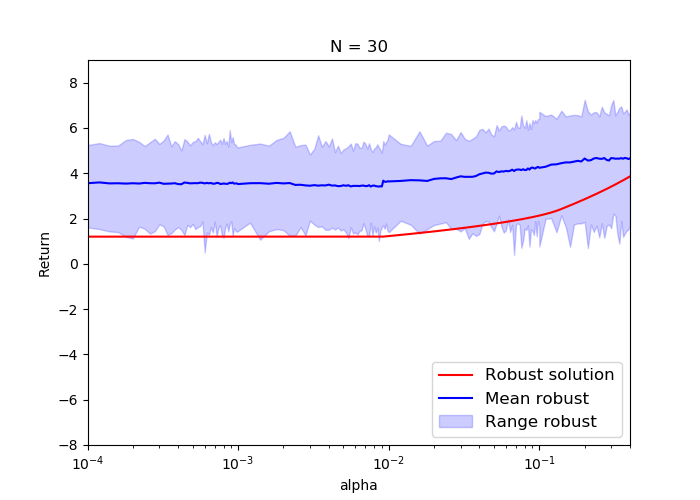 N = 30
8
6
4
2
0
−2
−4
−6
−8
Return
10⁻⁴
10⁻³
10⁻²
10⁻¹
alpha
Robust solution
Mean robust
Range robust